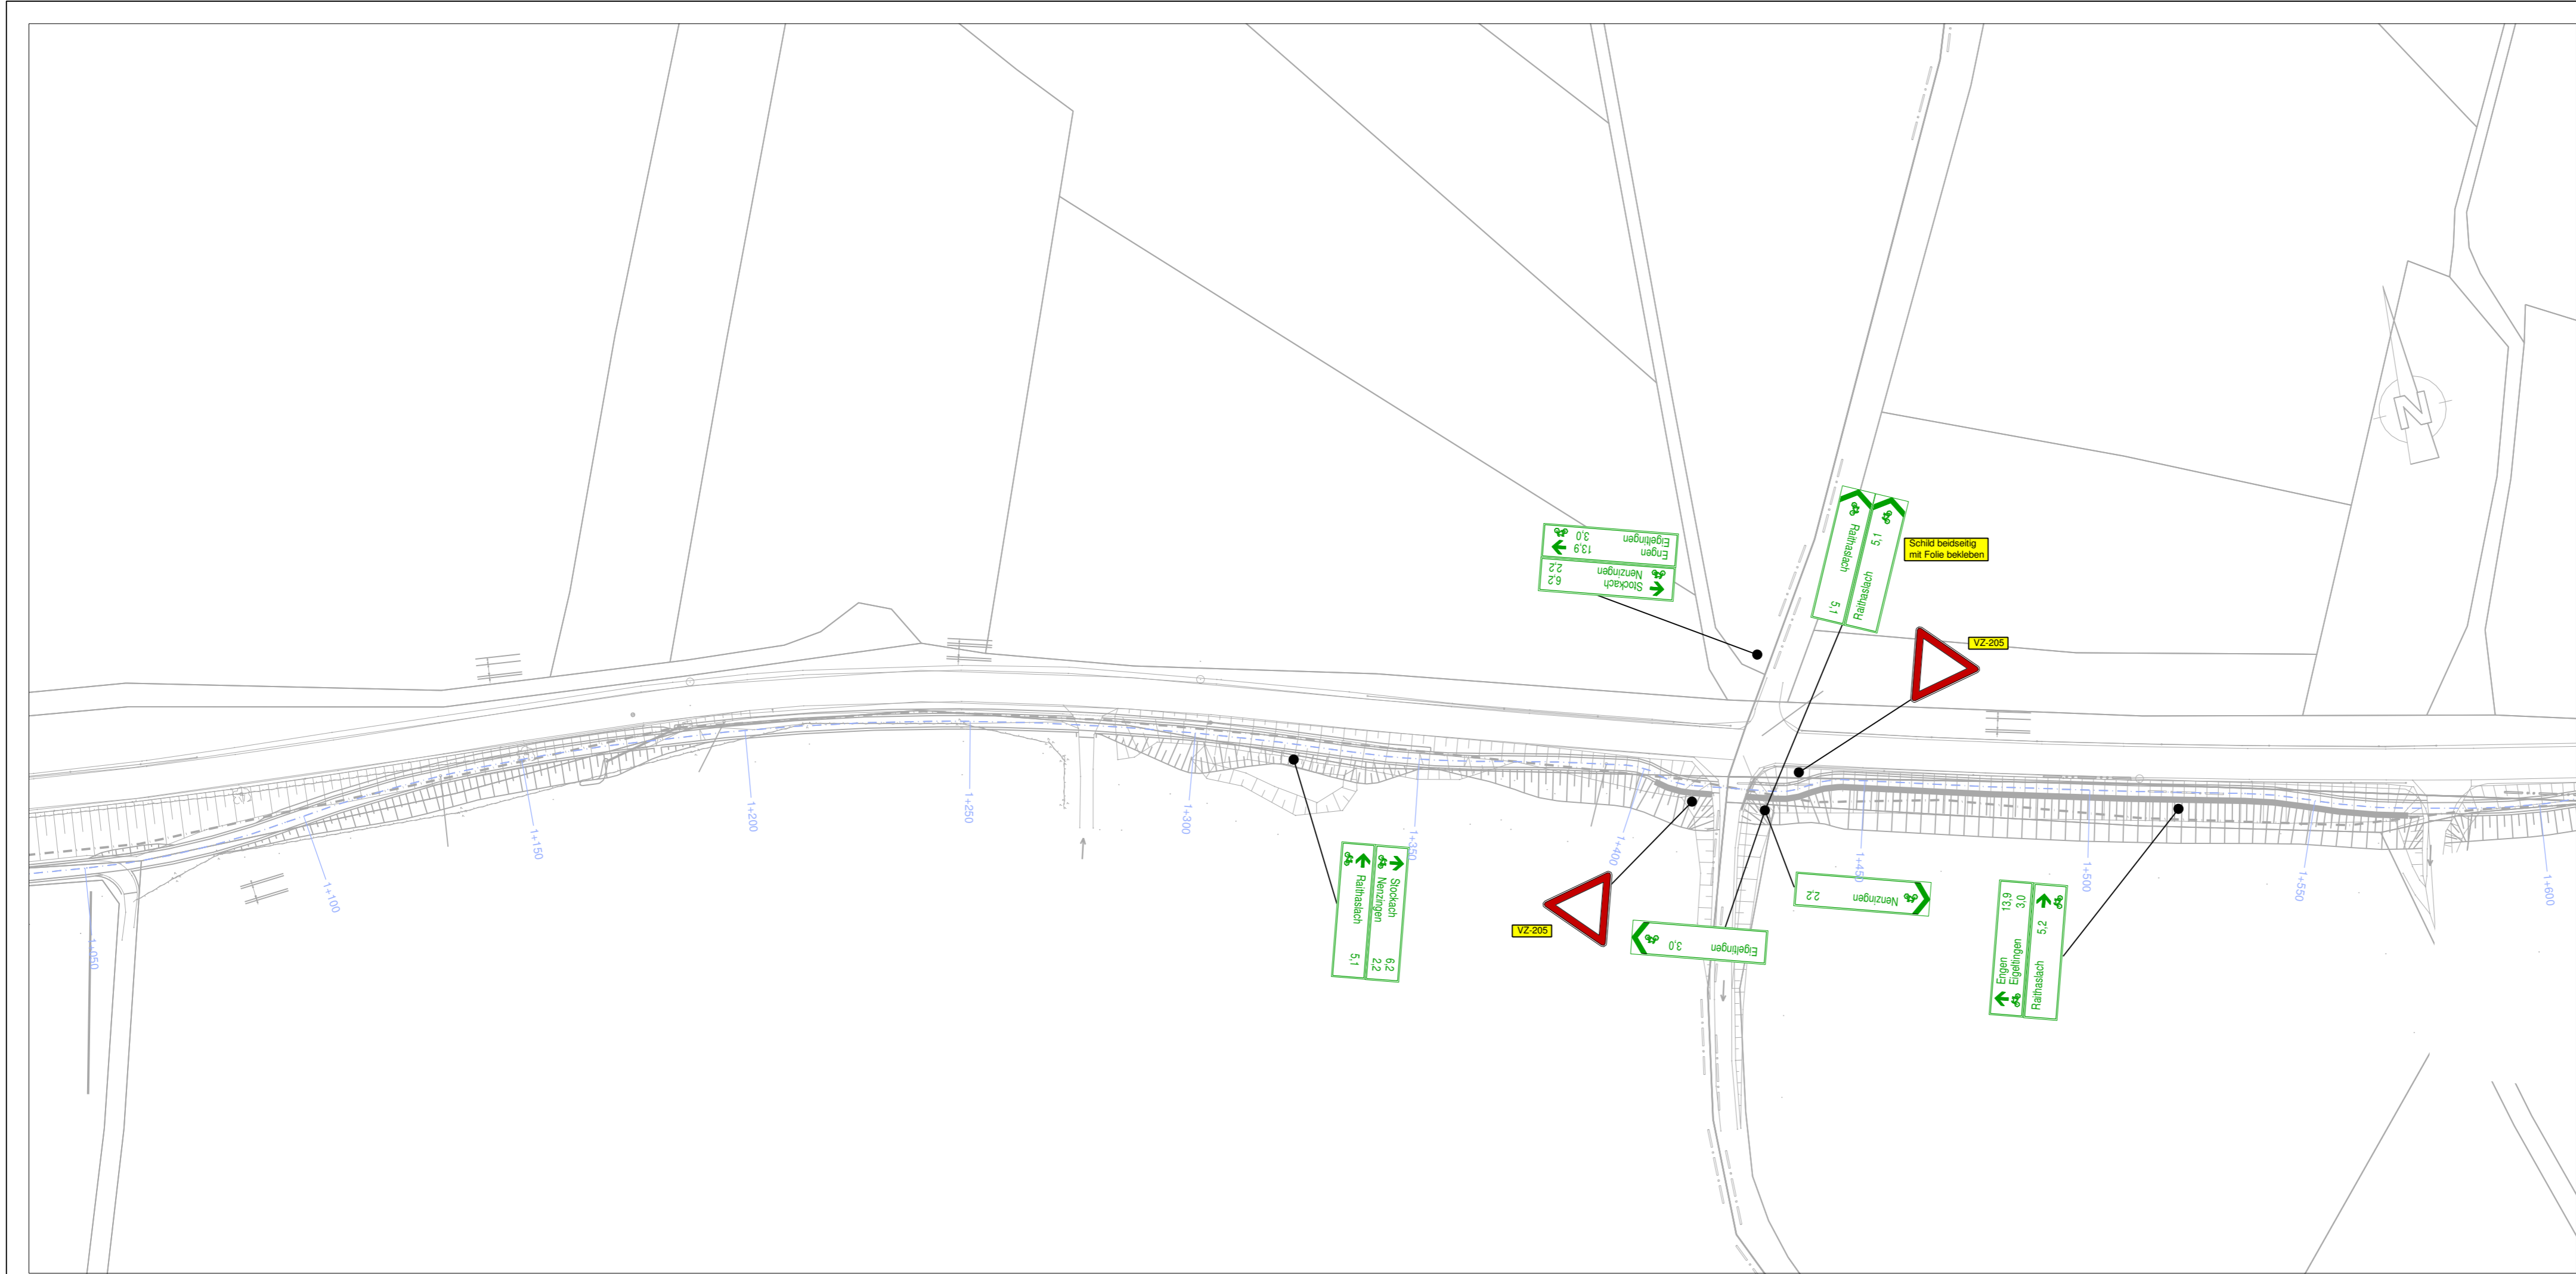 Engen 13,9
Eigeltingen 3,0
Stockach 6,2
Nenzingen 2,2
Raithaslach 5,1
Raithaslach 5,1
Schild beidseitig
mit Folie bekleben
VZ-205
1+050
1+100
1+150
1+200
1+250
1+300
1+350
1+400
1+450
1+500
1+550
1+600
N
Stockach 6,2
Nenzingen 2,2
Raithaslach 5,1
VZ-205
Nenzingen 2,2
Eigeltingen 3,0
Engen 13,9
Eigeltingen 3,0
Raithaslach 5,2